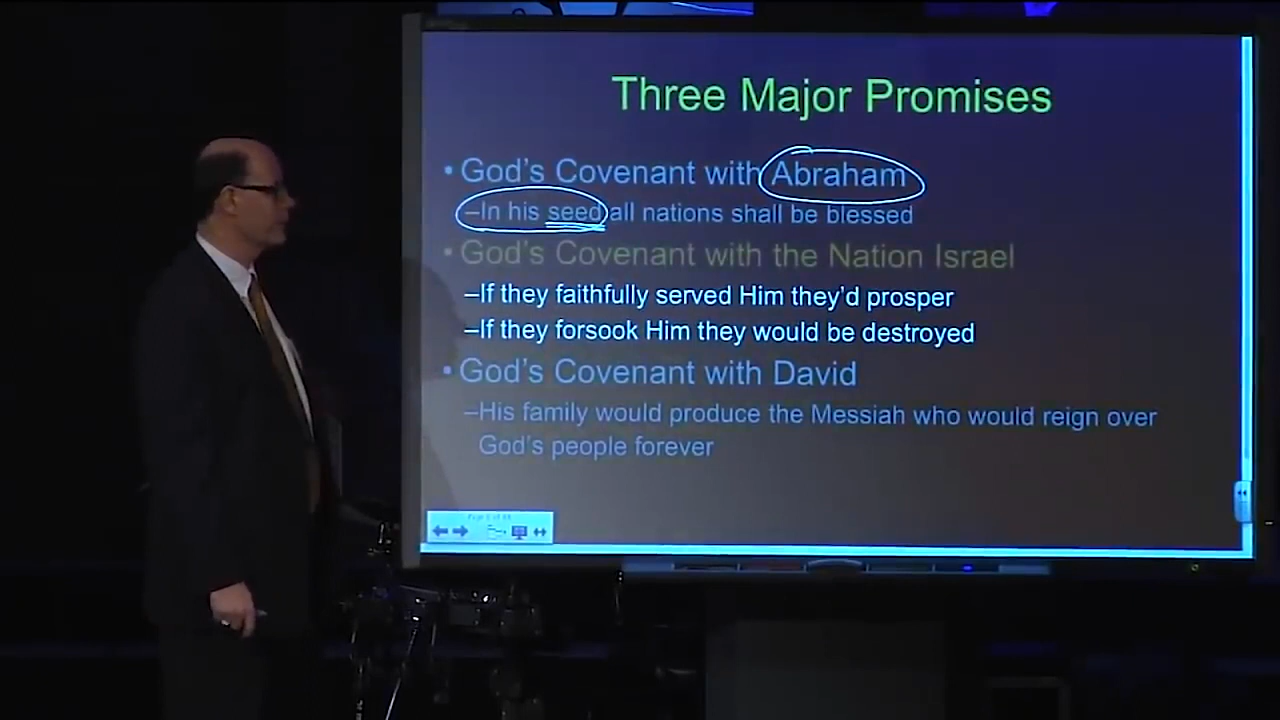 Three Major Promises
• God's Covenant with Abraham
–In his seed all nations shall be blessed
• God's Covenant with the Nation Israel
–If they faithfully served Him they'd prosper
–If they forsook Him they would be destroyed
• God's Covenant with David
–His family would produce the Messiah who would reign over
God's people forever